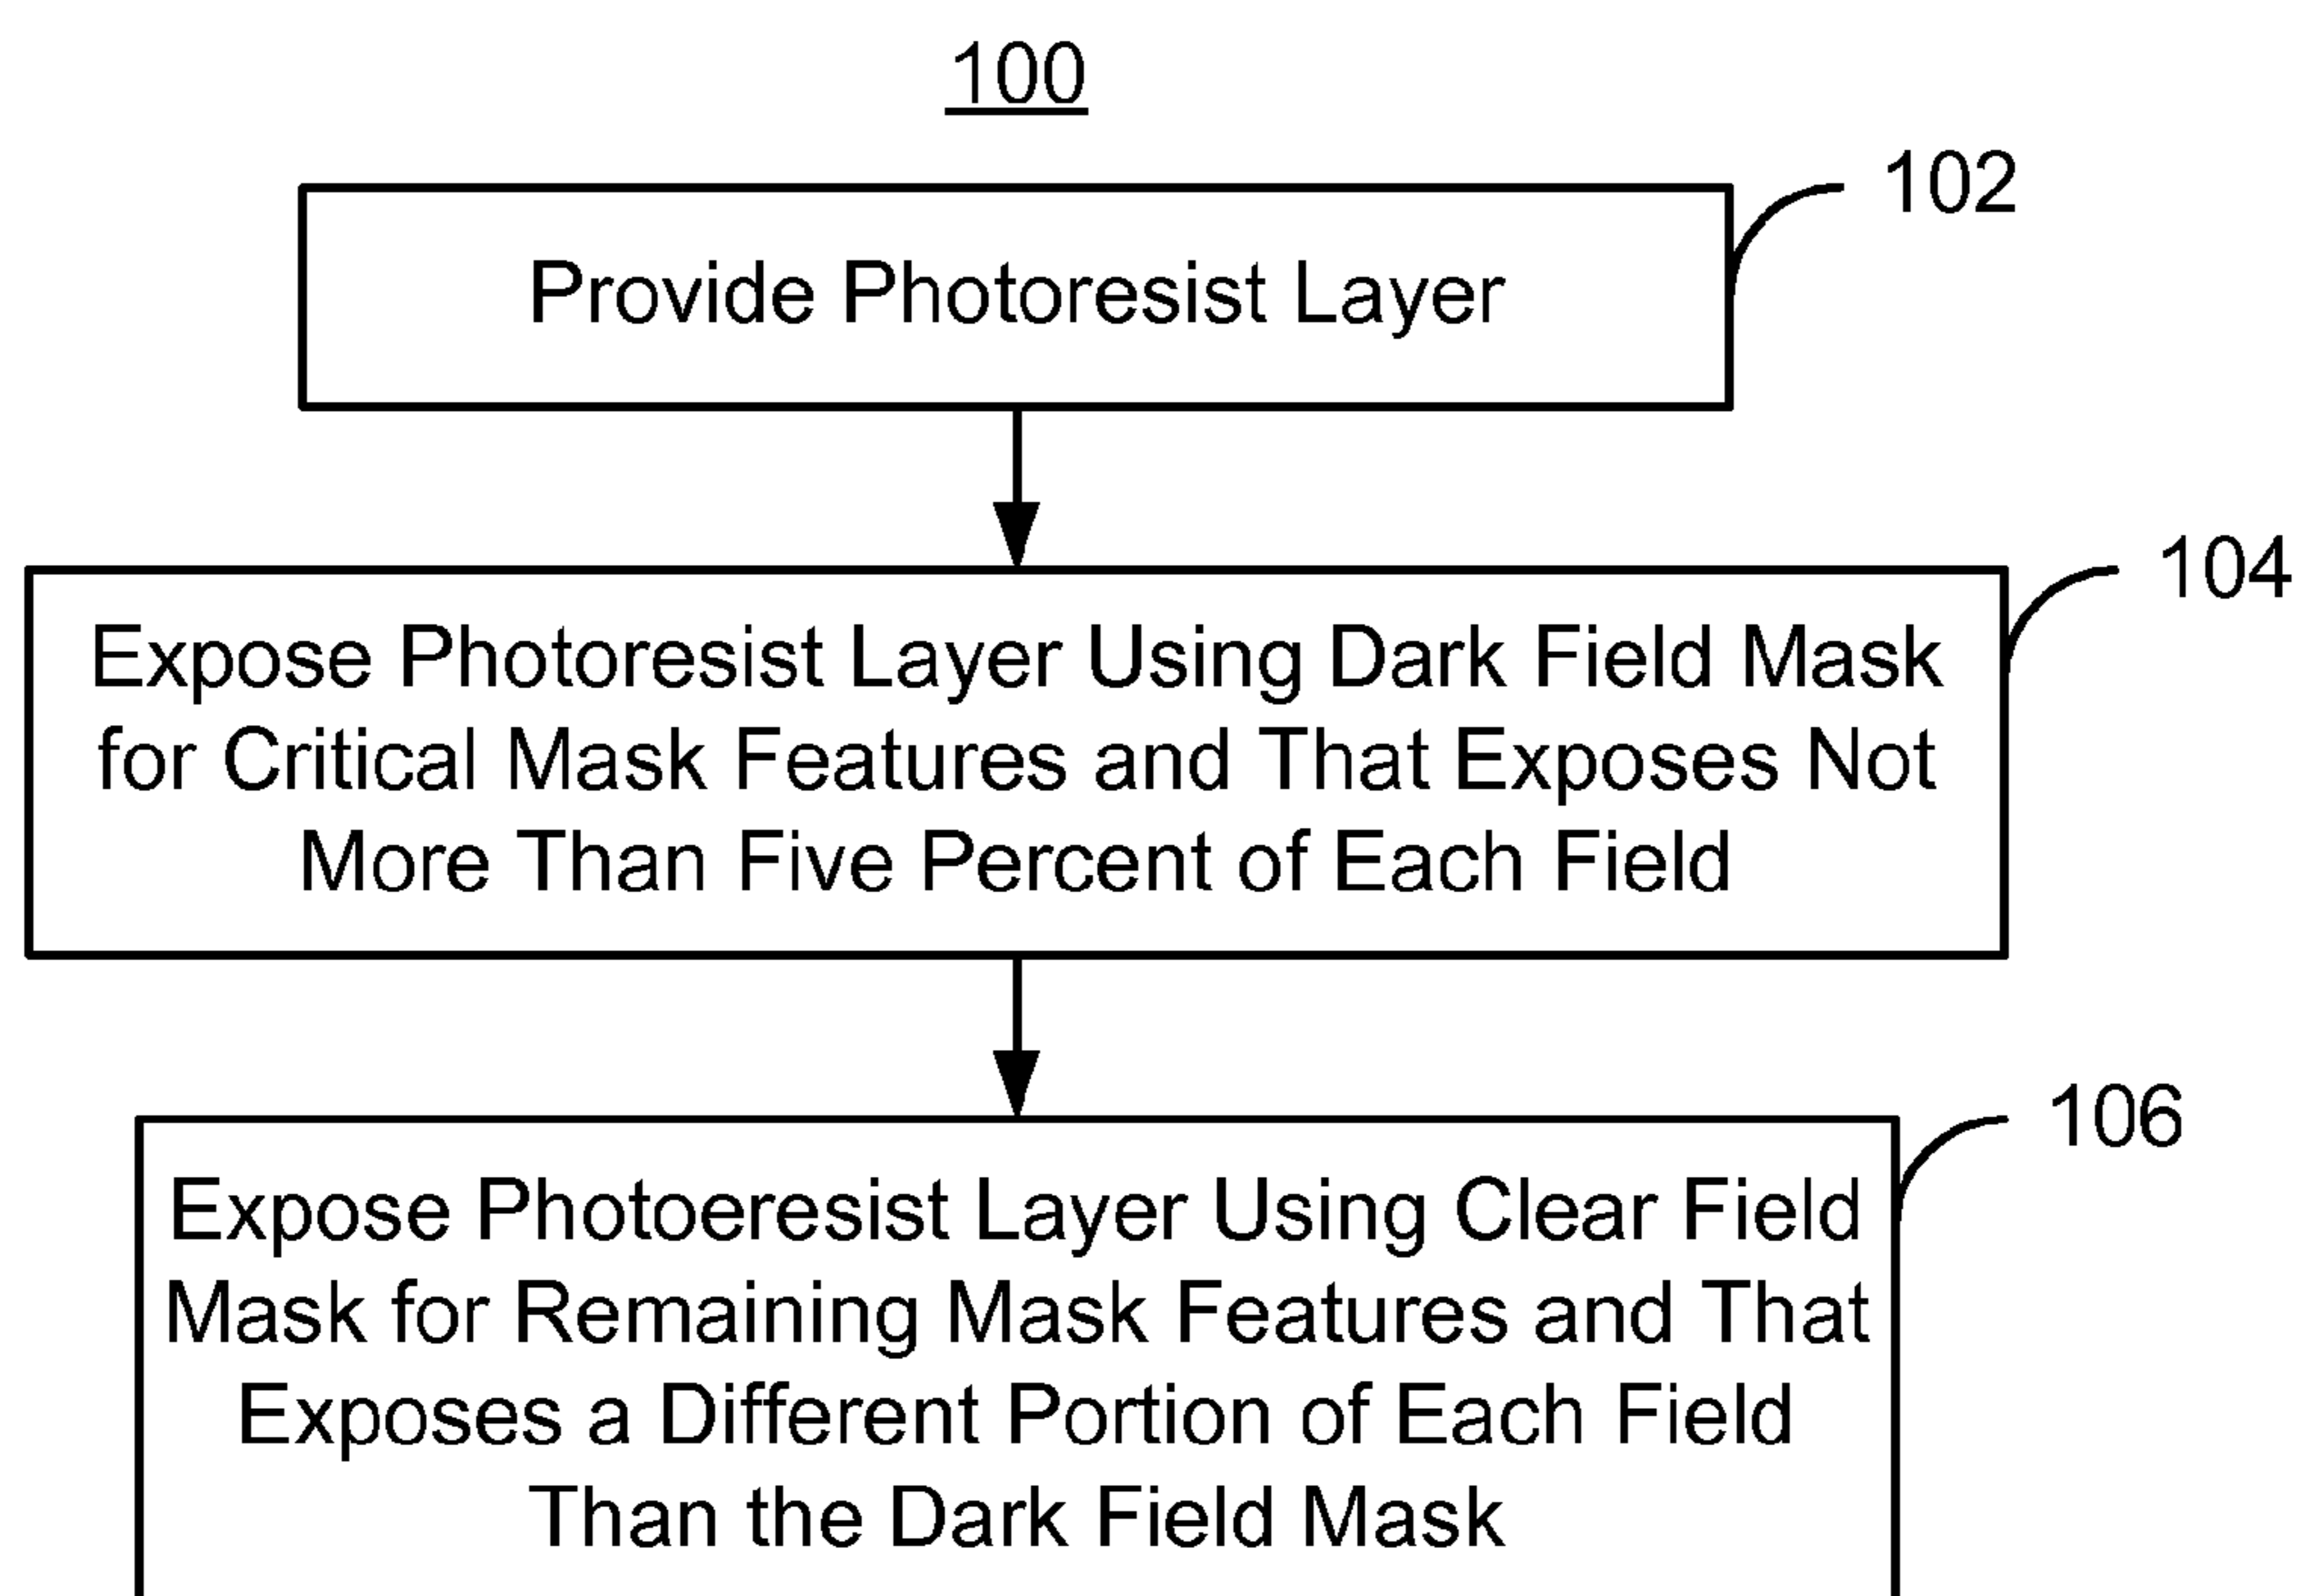 100
102
Provide Photoresist Layer
104
Expose Photoresist Layer Using Dark Field Mask
for Critical Mask Features and That Exposes Not
More Than Five Percent of Each Field
106
Expose Photoeresist Layer Using Clear Field
Mask for Remaining Mask Features and That
Exposes a Different Portion of Each Field
Than the Dark Field Mask